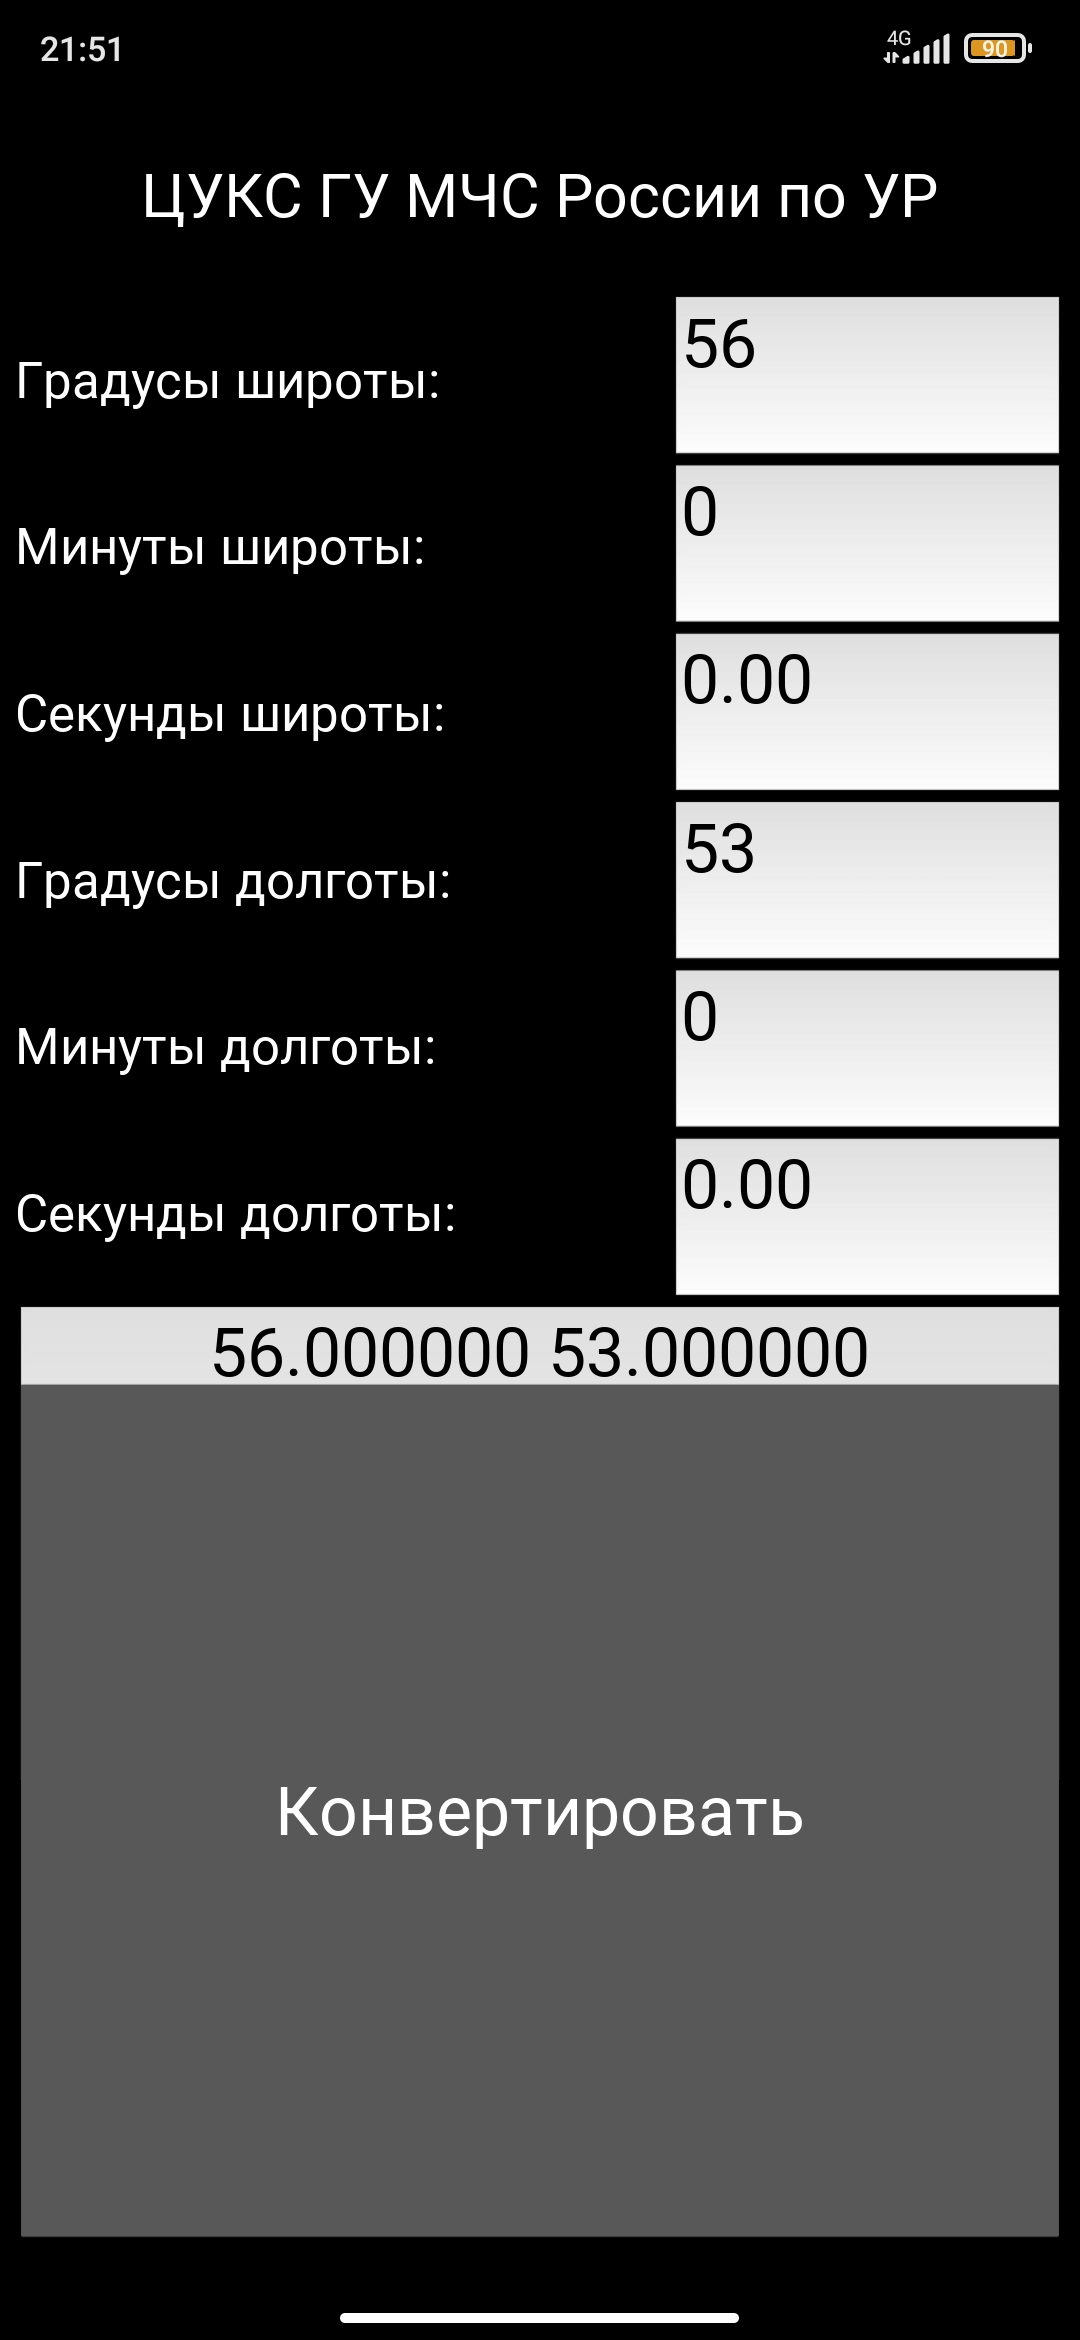 21:51 4G 90
ЦУКС ГУ МЧС России по УР
Градусы широты: 56
Минуты широты: 0
Секунды широты: 0.00
Градусы долготы: 53
Минуты долготы: 0
Секунды долготы: 0.00
56.000000 53.000000
Конвертировать